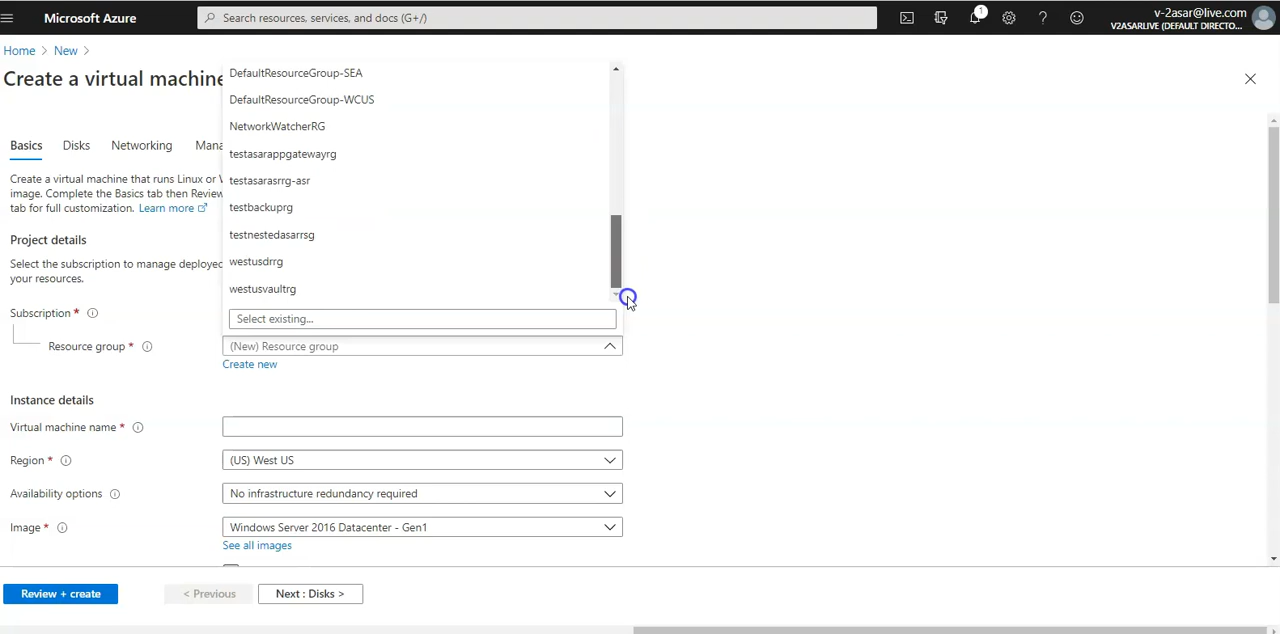 Microsoft Azure
Search resources, services, and docs (G+/)
1
v-2asar@live.com
V2ASARLIVE (DEFAULT DIRECTO...
Home > New >
Create a virtual machine
Basics Disks Networking Mana
Create a virtual machine that runs Linux or
image. Complete the Basics tab then Review
tab for full customization. Learn more
Project details
Select the subscription to manage deployed
your resources.
Subscription *
DefaultResourceGroup-SEA
DefaultResourceGroup-WCUS
NetworkWatcherRG
testasarappgatewayrg
testasarasrrg-asr
testbackuprg
testnestedasarrsg
westusdrrg
westusvaultrg
Select existing...
Resource group * (New) Resource group
Create new
Instance details
Virtual machine name *
Region * (US) West US
Availability options No infrastructure redundancy required
Image * Windows Server 2016 Datacenter - Gen1
See all images
Review + create < Previous Next : Disks >